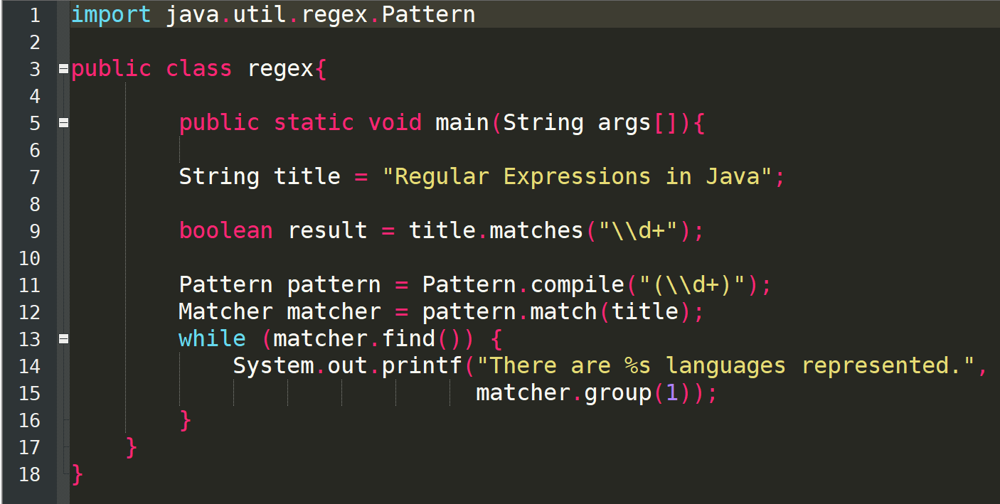 1 import java.util.regex.Pattern
2
3 public class regex{
4
5 public static void main(String args[]){
6
7 String title = "Regular Expressions in Java";
8
9 boolean result = title.matches("\\d+");
10
11 Pattern pattern = Pattern.compile("(\\d+)");
12 Matcher matcher = pattern.match(title);
13 while (matcher.find()) {
14 System.out.printf("There are %s languages represented.",
15 matcher.group(1));
16 }
17 }
18 }